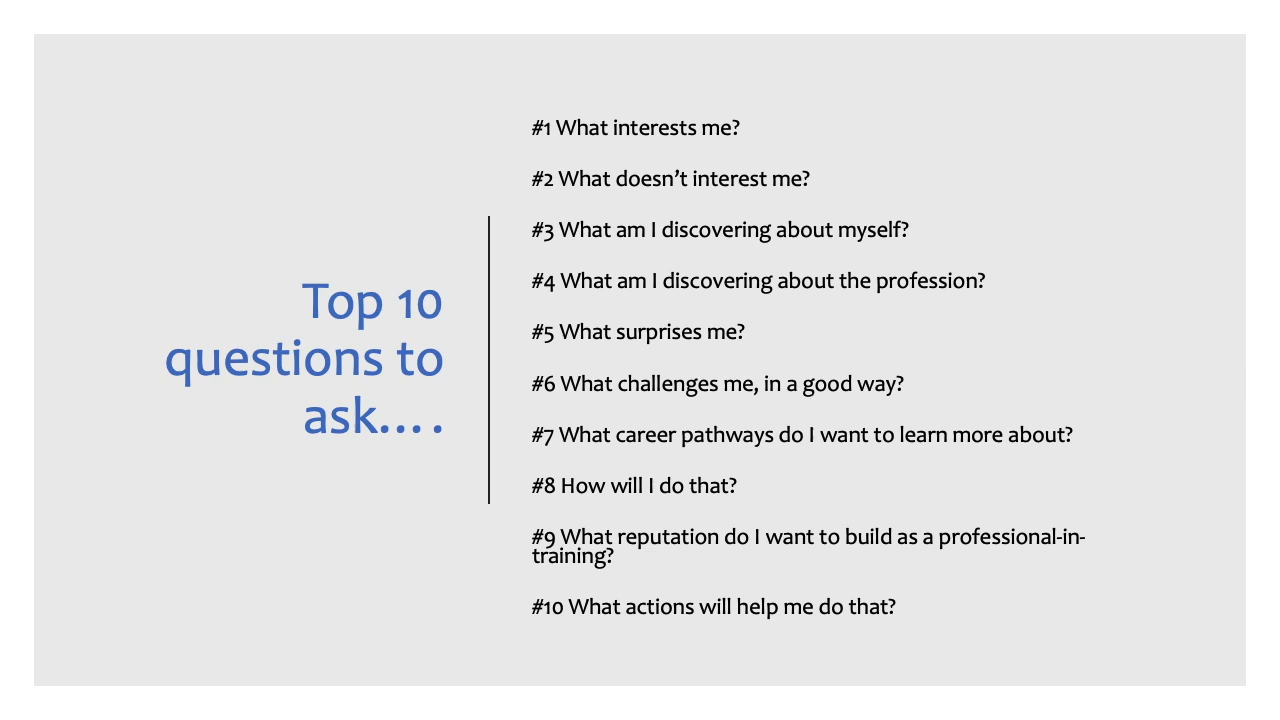 Top 10
questions to
ask.…
#1 What interests me?
#2 What doesn’t interest me?
#3 What am I discovering about myself?
#4 What am I discovering about the profession?
#5 What surprises me?
#6 What challenges me, in a good way?
#7 What career pathways do I want to learn more about?
#8 How will I do that?
#9 What reputation do I want to build as a professional-in-
training?
#10 What actions will help me do that?